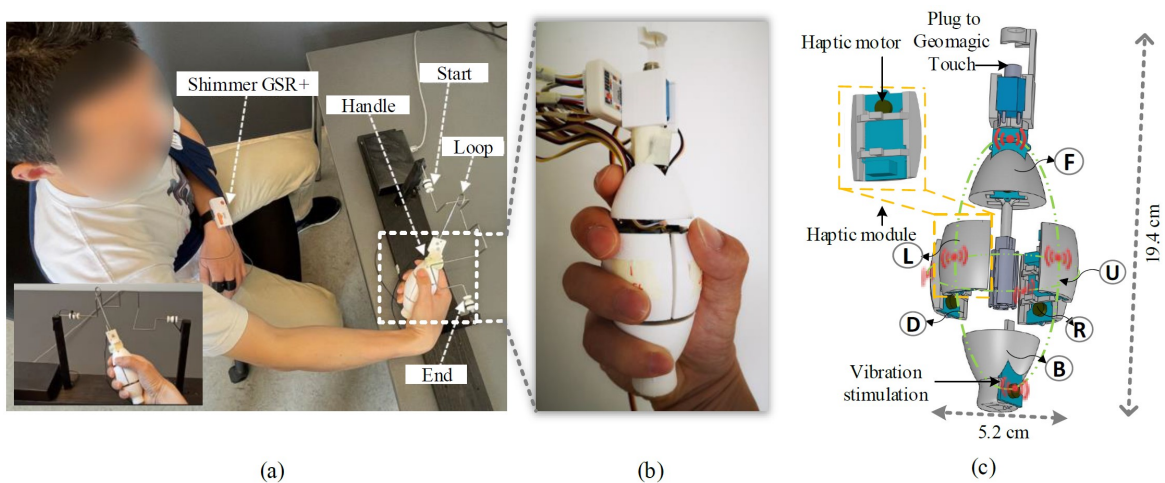 Shimmer GSR+
Handle
Start
Loop
End
(a)
(b)
Haptic motor
Plug to
Geomagic
Touch
F
Haptic module
L
U
D
R
B
Vibration
stimulation
19.4 cm
5.2 cm
(c)